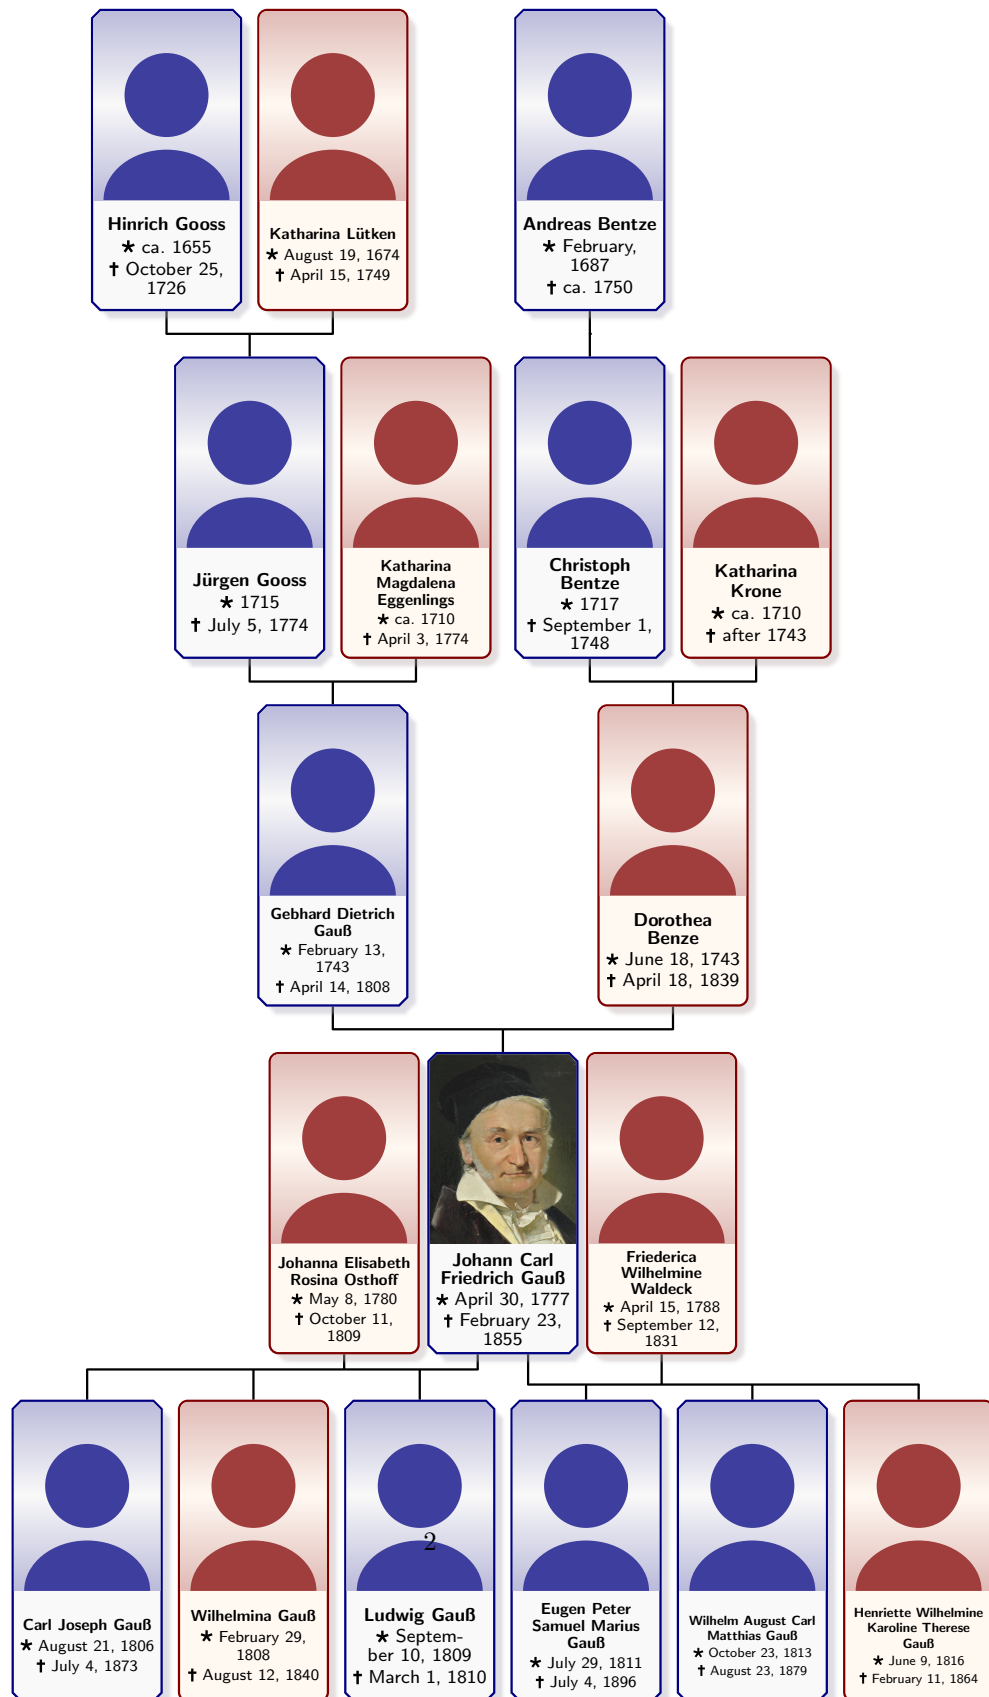 Hinrich Gooss
★ ca. 1655
† October 25,
1726
Katharina Lütken
★ August 19, 1674
† April 15, 1749
Andreas Bentze
★ February,
1687
† ca. 1750
Jürgen Gooss
★ 1715
† July 5, 1774
Katharina
Magdalena
Eggenlings
★ ca. 1710
† April 3, 1774
Christoph
Bentze
★ 1717
† September 1,
1748
Katharina
Krone
★ ca. 1710
† after 1743
Gebhard Dietrich
Gauß
★ February 13,
1743
† April 14, 1808
Dorothea
Benze
★ June 18, 1743
† April 18, 1839
Johanna Elisabeth
Rosina Osthoff
★ May 8, 1780
† October 11,
1809
Johann Carl
Friedrich Gauß
★ April 30, 1777
† February 23,
1855
Friederica
Wilhelmine
Waldeck
★ April 15, 1788
† September 12,
1831
Carl Joseph Gauß
★ August 21, 1806
† July 4, 1873
Wilhelmina Gauß
★ February 29,
1808
† August 12, 1840
2
Ludwig Gauß
★ Septem-
ber 10, 1809
† March 1, 1810
Eugen Peter
Samuel Marius
Gauß
★ July 29, 1811
† July 4, 1896
Wilhelm August Carl
Matthias Gauß
★ October 23, 1813
† August 23, 1879
Henriette Wilhelmine
Karoline Therese
Gauß
★ June 9, 1816
† February 11, 1864